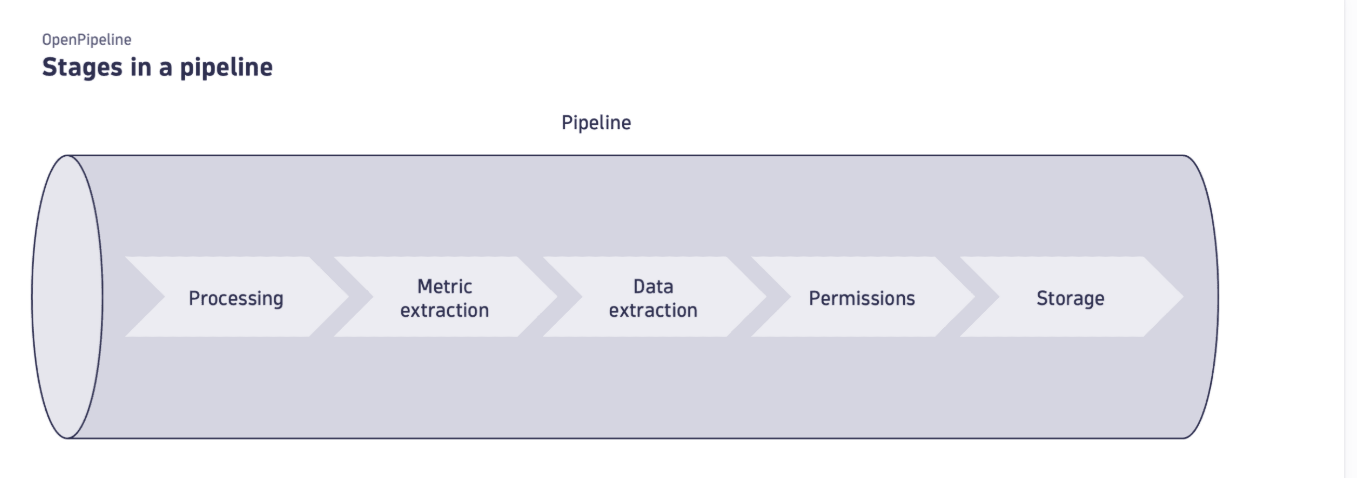 OpenPipeline
Stages in a pipeline
Pipeline
Processing
Metric
extraction
Data
extraction
Permissions
Storage